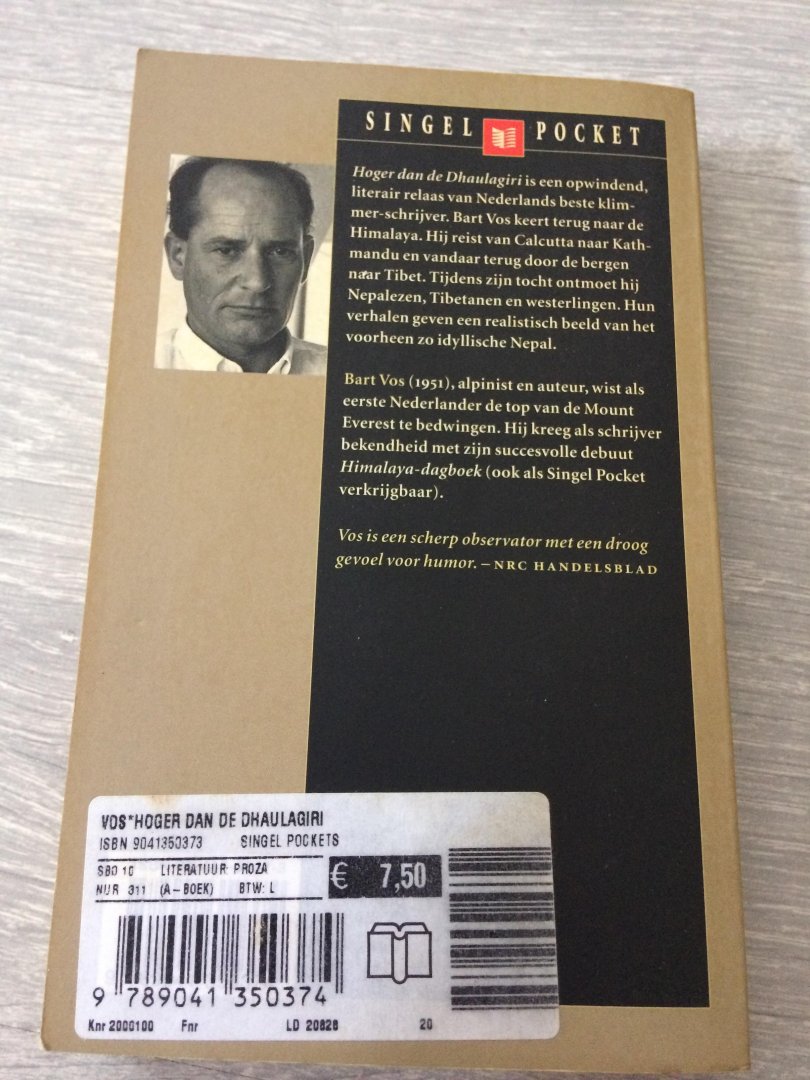 SINGEL POCKET
Hoger dan de Dhaulagiri is een opwindend,
literair relaas van Nederlands beste klim-
mer-schrijver. Bart Vos keert terug naar de
Himalaya. Hij reist van Calcutta naar Kath-
mandu en vandaar terug door de bergen
naar Tibet. Tijdens zijn tocht ontmoet hij
Nepalezen, Tibetanen en westerlingen. Hun
verhalen geven een realistisch beeld van het
voorheen zo idyllische Nepal.
Bart Vos (1951), alpinist en auteur, wist als
eerste Nederlander de top van de Mount
Everest te bedwingen. Hij kreeg als schrijver
bekendheid met zijn succesvolle debuut
Himalaya-dagboek (ook als Singel Pocket
verkrijgbaar).
Vos is een scherp observator met een droog
gevoel voor humor. – NRC HANDELSBLAD
VOS*HOGER DAN DE DHAULAGIRI
ISBN 9041350373 SINGEL POCKETS
SBO 10 LITERATUUR PROZA
€ 7,50
NUR 311 (A-BOEK) BTW: L
9 789041 350374
Knr 2000100 Fnr LD 20828 20